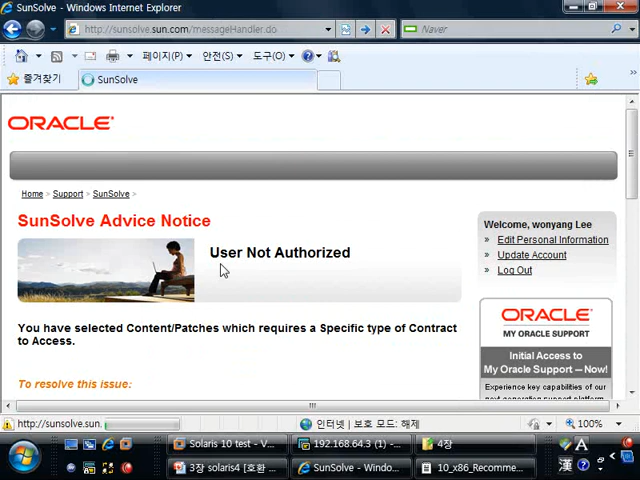 SunSolve - Windows Internet Explorer
http://sunsolve.sun.com/messageHandler.do
Naver
페이지(P)
안전(S)
도구(O)
즐겨찾기
SunSolve
ORACLE
Home > Support > SunSolve >
SunSolve Advice Notice
User Not Authorized
You have selected Content/Patches which requires a Specific type of Contract
to Access.
To resolve this issue:
Welcome, wonyang Lee
» Edit Personal Information
» Update Account
» Log Out
ORACLE
MY ORACLE SUPPORT
Initial Access to
My Oracle Support — Now!
Experience key capabilities of our
next generation support platform
http://sunsolve.sun.
인터넷 | 보호 모드: 해제
100%
Solaris 10 test - V...
192.168.64.3 (1) -...
4장
3장 solaris4 [호환 ...
SunSolve - Windo...
10_x86_Recomme...
A
漢